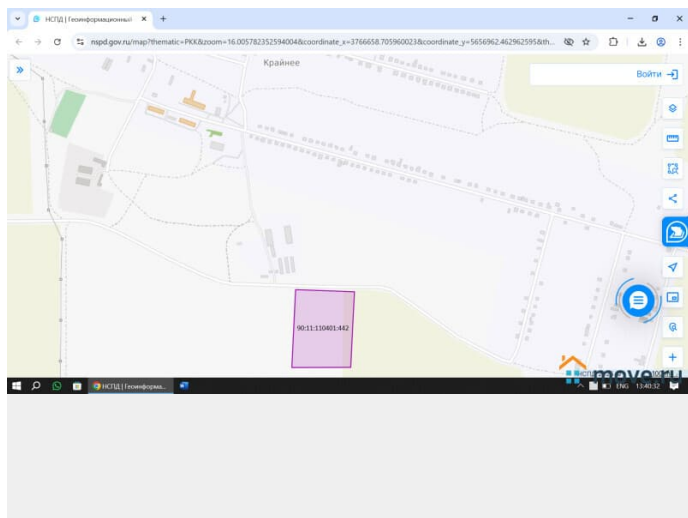 НСПД | Геоинформационный
nspd.gov.ru/map?thematic=PKK&zoom=16.005782352594004&coordinate_x=3766658.705960023&coordinate_y=5656962.462962595&th...
Крайнее
Войти
90:11:110401:442
move.ru
НСПД | Геоинформа...
ENG
13:40:32